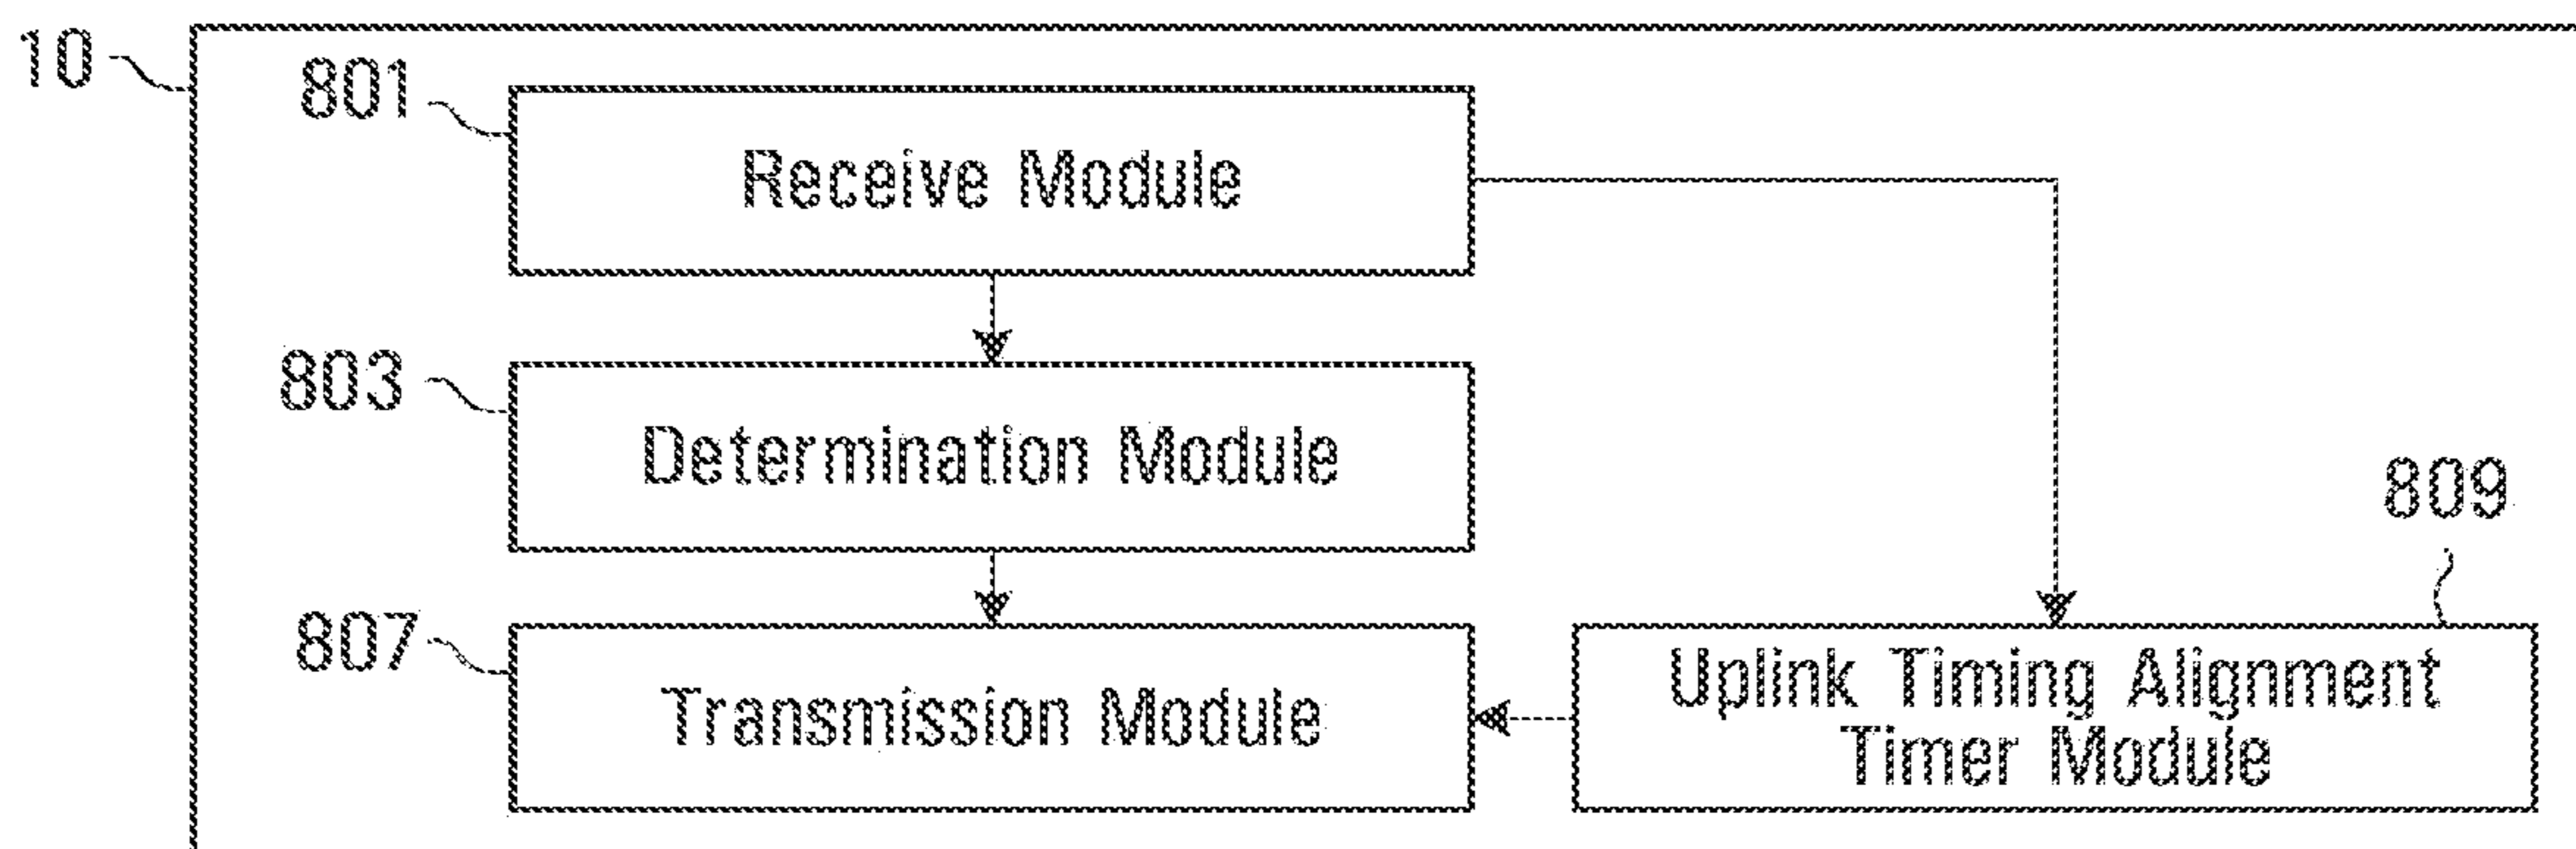 10
801
Receive Module
803
Determination Module
809
807
Transmission Module
Uplink Timing Alignment
Timer Module